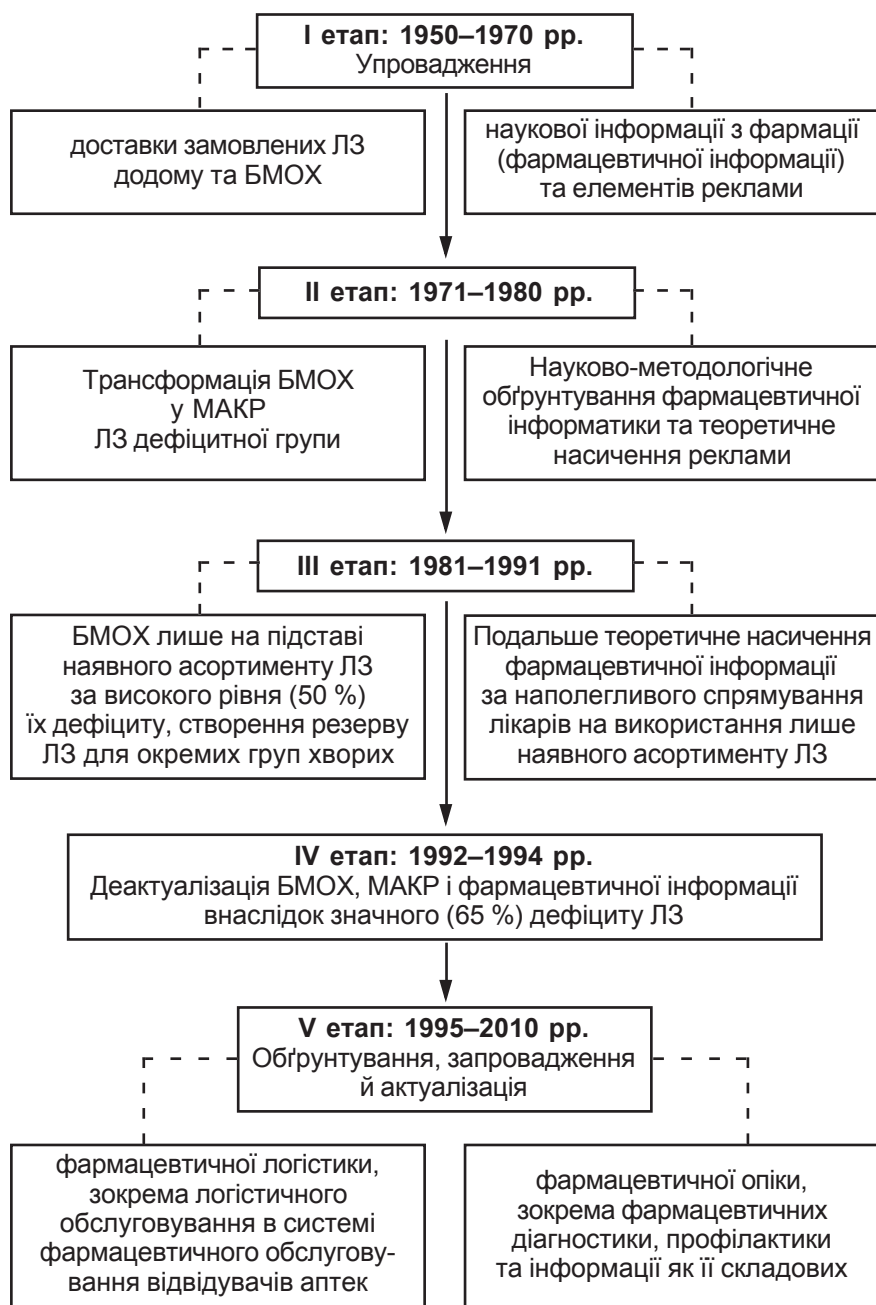 I етап: 1950–1970 рр.
Упровадження
доставки замовлених ЛЗ
додому та БМОХ
наукової інформації з фармації
(фармацевтичної інформації)
та елементів реклами
II етап: 1971–1980 рр.
Трансформація БМОХ
у МАКР
ЛЗ дефіцитної групи
Науково-методологічне
обґрунтування фармацевтичної
інформатики та теоретичне
насичення реклами
III етап: 1981–1991 рр.
БМОХ лише на підставі
наявного асортименту ЛЗ
за високого рівня (50 %)
їх дефіциту, створення резерву
ЛЗ для окремих груп хворих
Подальше теоретичне насичення
фармацевтичної інформації
за наполегливого спрямування
лікарів на використання лише
наявного асортименту ЛЗ
IV етап: 1992–1994 рр.
Деактуалізація БМОХ, МАКР і фармацевтичної інформації
внаслідок значного (65 %) дефіциту ЛЗ
V етап: 1995–2010 рр.
Обґрунтування, запровадження
й актуалізація
фармацевтичної логістики,
зокрема логістичного
обслуговування в системі
фармацевтичного обслугову-
вання відвідувачів аптек
фармацевтичної опіки,
зокрема фармацевтичних
діагностики, профілактики
та інформації як її складових